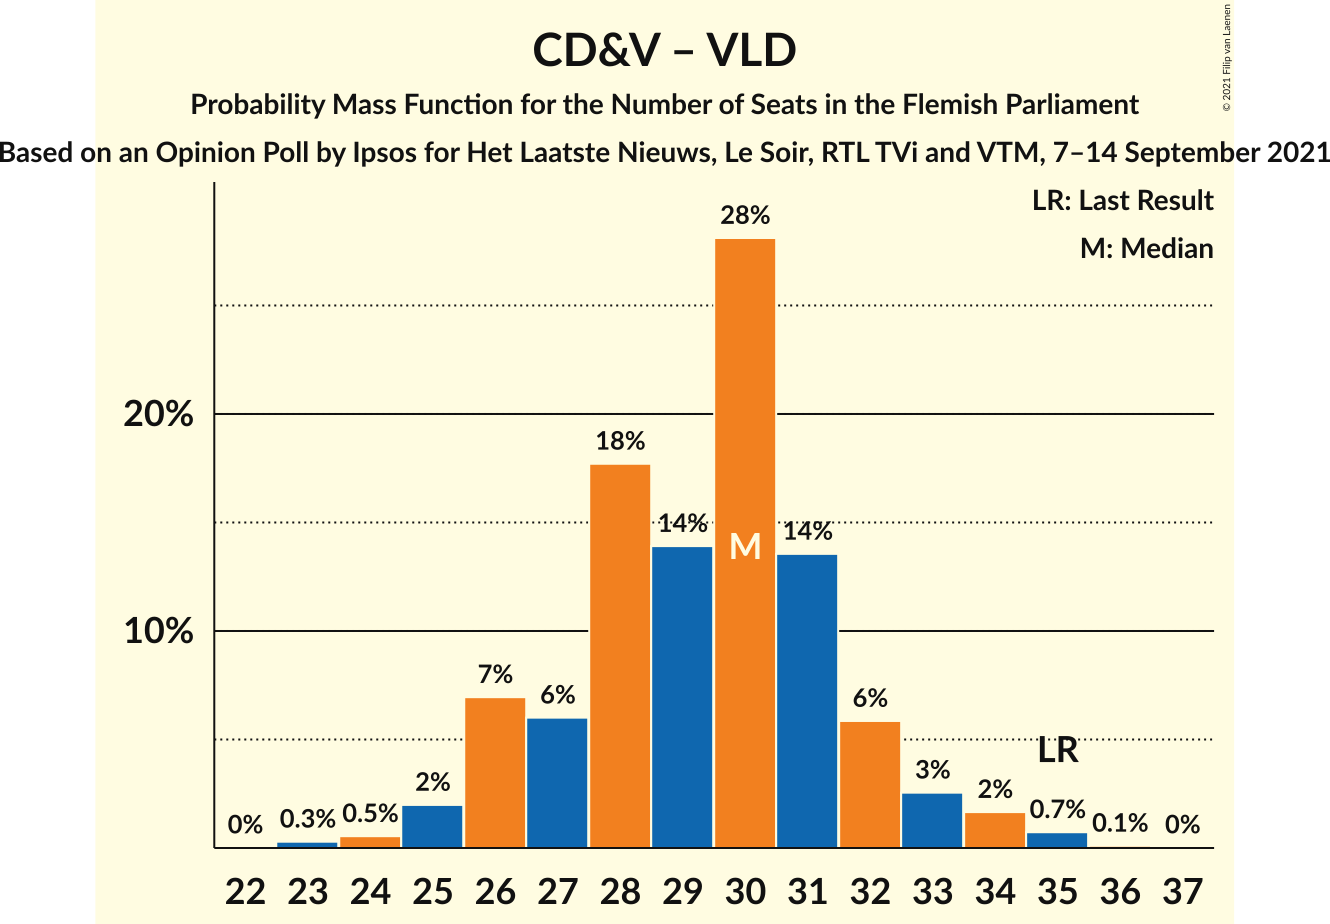 CD&V – VLD
Probability Mass Function for the Number of Seats in the Flemish Parliament
Based on an Opinion Poll by Ipsos for Het Laatste Nieuws, Le Soir, RTL TVi and VTM, 7–14 September 2021
© 2021 Filip van Laenen
LR: Last Result
M: Median
28%
20%
18%
14%
14%
M
10%
7%
6%
6%
LR
3%
2%
2%
0.7%
0.5%
0.3%
0.1%
0%
0%
22 23 24 25 26 27 28 29 30 31 32 33 34 35 36 37